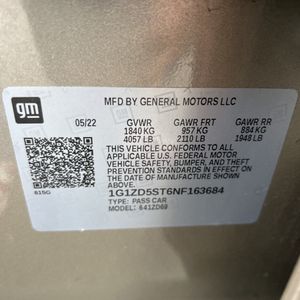 gm
MFD BY GENERAL MOTORS LLC
05/22 GVWR GAWR FRT GAWR RR
1840 KG 957 KG 884 KG
4057 LB 2110 LB 1948 LB
THIS VEHICLE CONFORMS TO ALL
APPLICABLE U.S. FEDERAL MOTOR
VEHICLE SAFETY, BUMPER, AND THEFT
PREVENTION STANDARDS IN EFFECT ON
THE DATE OF MANUFACTURE
SHOWN ABOVE.
61SG
1G1ZD5ST6NF163684
TYPE: PASS CAR
MODEL: 641ZD69